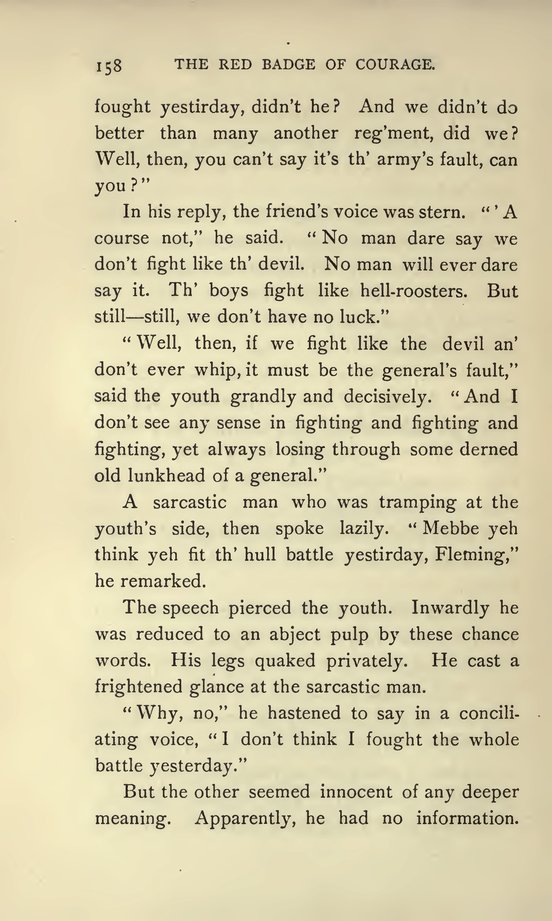 158 THE RED BADGE OF COURAGE.
fought yestirday, didn't he? And we didn't do
better than many another reg'ment, did we?
Well, then, you can't say it's th' army's fault, can
you?"
In his reply, the friend's voice was stern. "'A
course not," he said. "No man dare say we
don't fight like th' devil. No man will ever dare
say it. Th' boys fight like hell-roosters. But
still—still, we don't have no luck."
"Well, then, if we fight like the devil an'
don't ever whip, it must be the general's fault,"
said the youth grandly and decisively. "And I
don't see any sense in fighting and fighting and
fighting, yet always losing through some derned
old lunkhead of a general."
A sarcastic man who was tramping at the
youth's side, then spoke lazily. "Mebbe yeh
think yeh fit th' hull battle yestirday, Fleming,"
he remarked.
The speech pierced the youth. Inwardly he
was reduced to an abject pulp by these chance
words. His legs quaked privately. He cast a
frightened glance at the sarcastic man.
"Why, no," he hastened to say in a concili-
ating voice, "I don't think I fought the whole
battle yesterday."
But the other seemed innocent of any deeper
meaning. Apparently, he had no information.